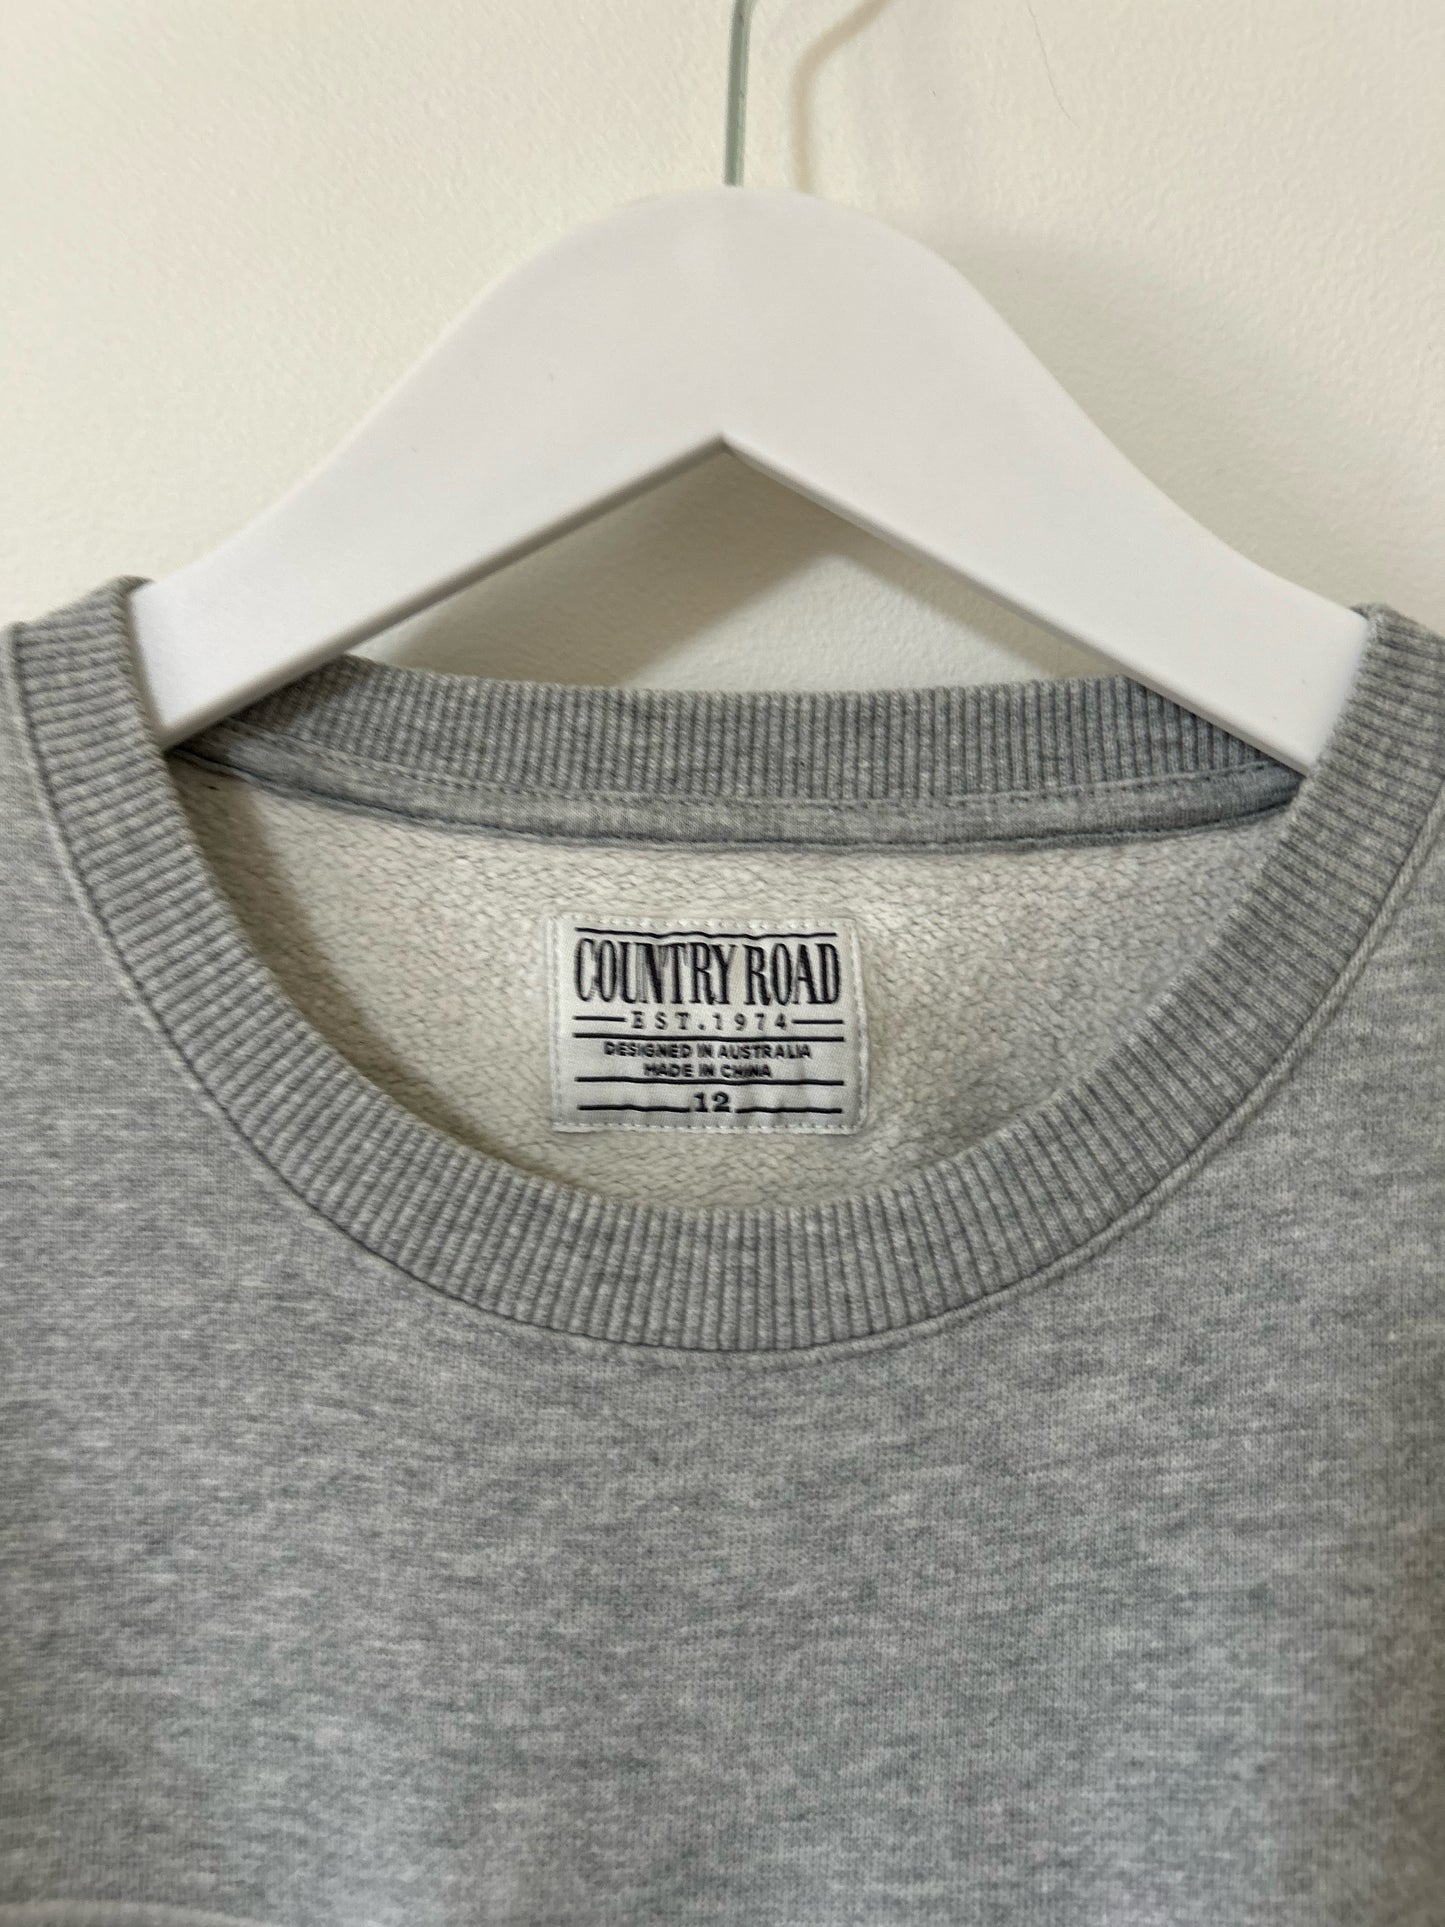 COUNTRY ROAD
EST.1974
DESIGNED IN AUSTRALIA
MADE IN CHINA
12